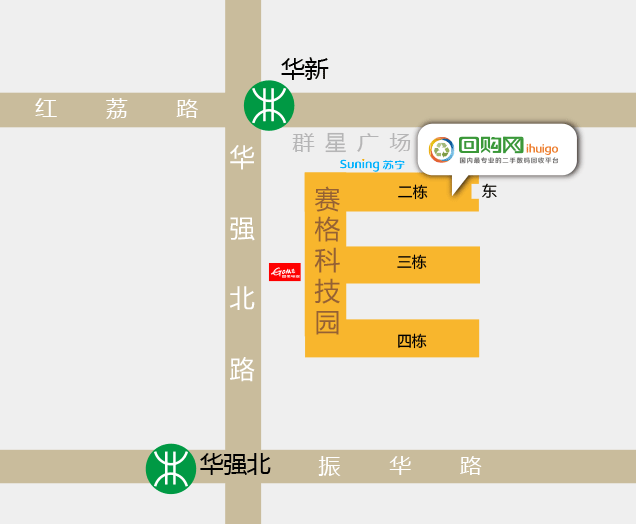 华新
红荔路
群星广场
回购网 ihuigo
国内最专业的二手数码回收平台
Suning 苏宁
华强北路
赛格科技园
二栋
东
三栋
GOME
四栋
华强北
振华路